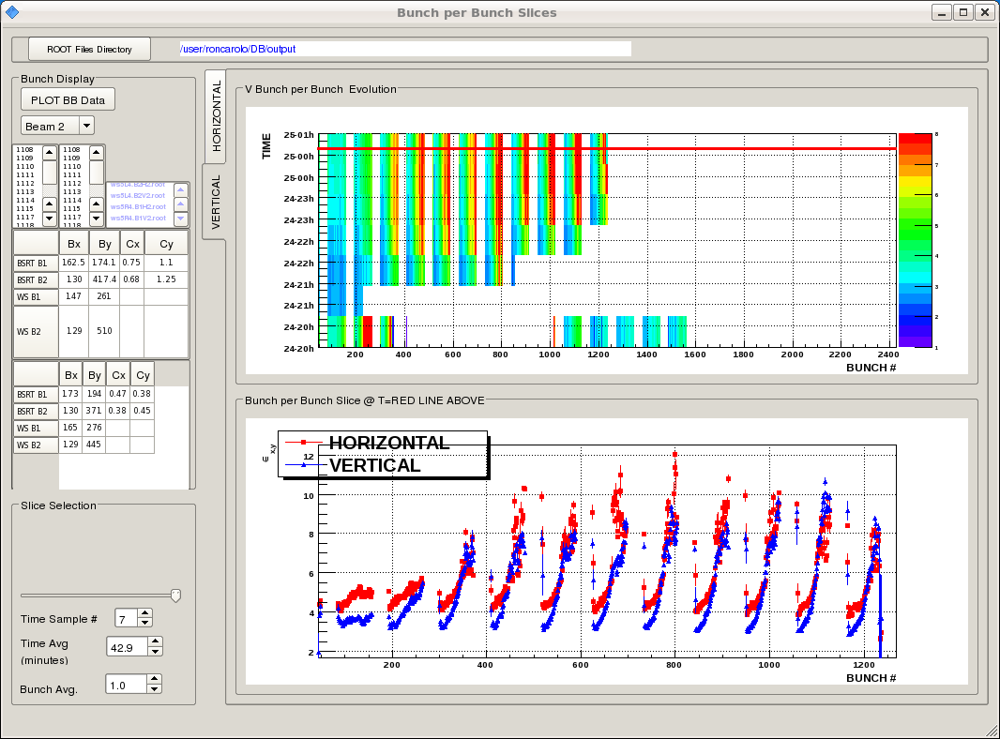 Bunch per Bunch Slices
ROOT Files Directory
/user/roncarolo/DB/output
Bunch Display
PLOT BB Data
Beam 2
1108 1108
1109 1109
1110 1110
1111 1111
1112 1112
1113 1113
1114 1114
1115 1115
1117 1117
1118 1118
ws5L4.B2H2.root
ws5L4.B2V2.root
ws5R4.B1H2.root
ws5R4.B1V2.root
Bx By Cx Cy
BSRT B1 162.5 174.1 0.75 1.1
BSRT B2 1.30 417.4 0.68 1.25
WS B1 147 261
WS B2 1.29 510
Bx By Cx Cy
BSRT B1 1.73 194 0.47 0.38
BSRT B2 1.30 371 0.38 0.45
WS B1 165 276
WS B2 1.29 445
Slice Selection
Time Sample # 7
Time Avg
(minutes)
42.9
Bunch Avg. 1.0
HORIZONTAL
VERTICAL
V Bunch per Bunch Evolution
TIME
25-01h
25-00h
25-00h
24-23h
24-23h
24-22h
24-22h
24-21h
24-21h
24-20h
24-20h
200 400 600 800 1000 1200 1400 1600 1800 2000 2200 2400
BUNCH #
8
7
6
5
4
3
2
1
Bunch per Bunch Slice @ T=RED LINE ABOVE
HORIZONTAL
VERTICAL
ϵ x,y
12
10
8
6
4
2
200 400 600 800 1000 1200
BUNCH #